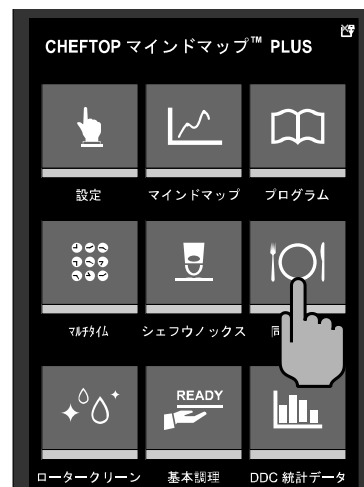 CHEFTOP マインドマップ™ PLUS
設定 マインドマップ プログラム
マルチタイム シェフウノックス 同
READY
ロータークリーン 基本調理 DDC 統計データ